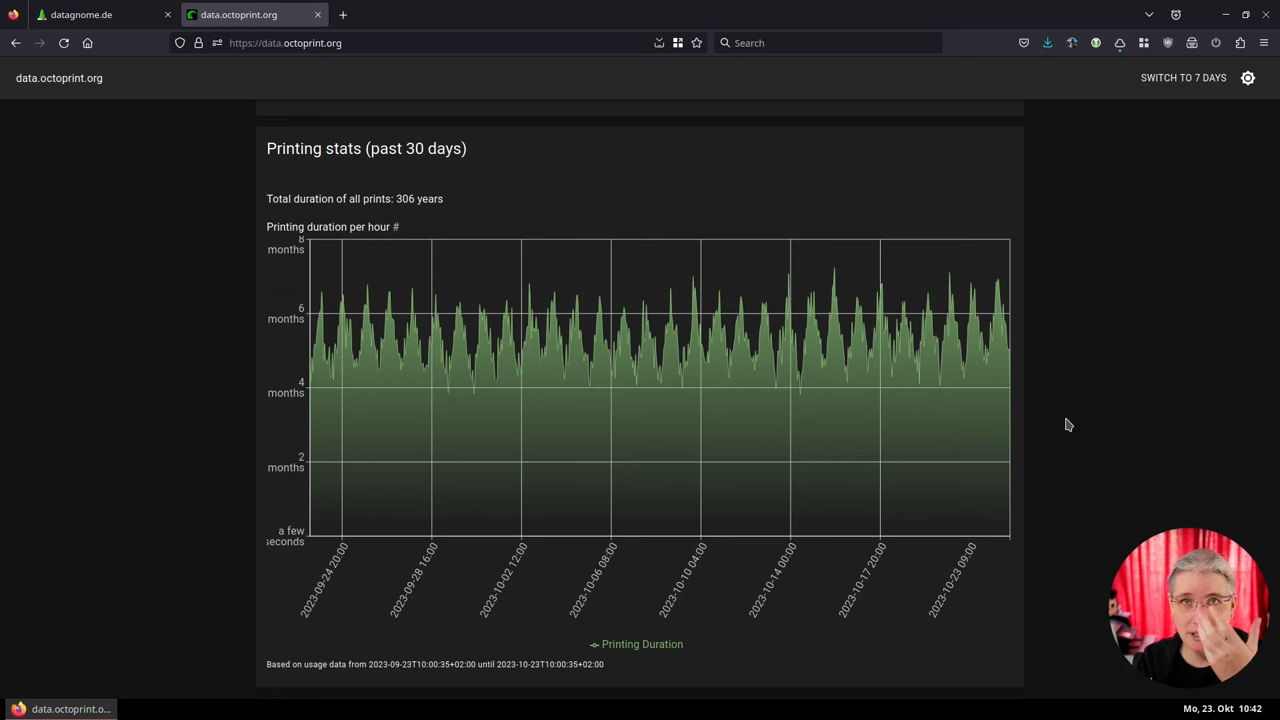 datagnome.de
data.octoprint.org
https://data.octoprint.org
Search
data.octoprint.org
SWITCH TO 7 DAYS
Printing stats (past 30 days)
Total duration of all prints: 306 years
Printing duration per hour #
8
months
6
months
4
months
2
months
a few
seconds
2023-09-24 20:00
2023-09-28 16:00
2023-10-02 12:00
2023-10-06 08:00
2023-10-10 04:00
2023-10-14 00:00
2023-10-17 20:00
2023-10-23 09:00
Printing Duration
Based on usage data from 2023-09-23T10:00:35+02:00 until 2023-10-23T10:00:35+02:00
data.octoprint.o...
Mo, 23. Okt 10:42